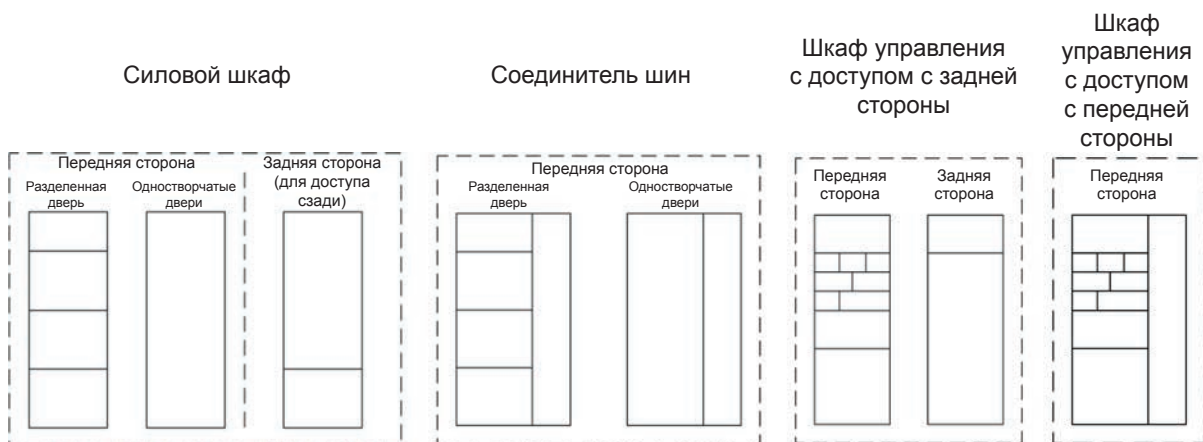 Силовой шкаф
Передняя сторона
Разделенная
дверь
Одностворчатые
двери
Задняя сторона
(для доступа
сзади)
Соединитель шин
Передняя сторона
Разделенная
дверь
Одностворчатые
двери
Шкаф управления
с доступом с задней
стороны
Передняя
сторона
Задняя
сторона
Шкаф
управления
с доступом
с передней
стороны
Передняя
сторона